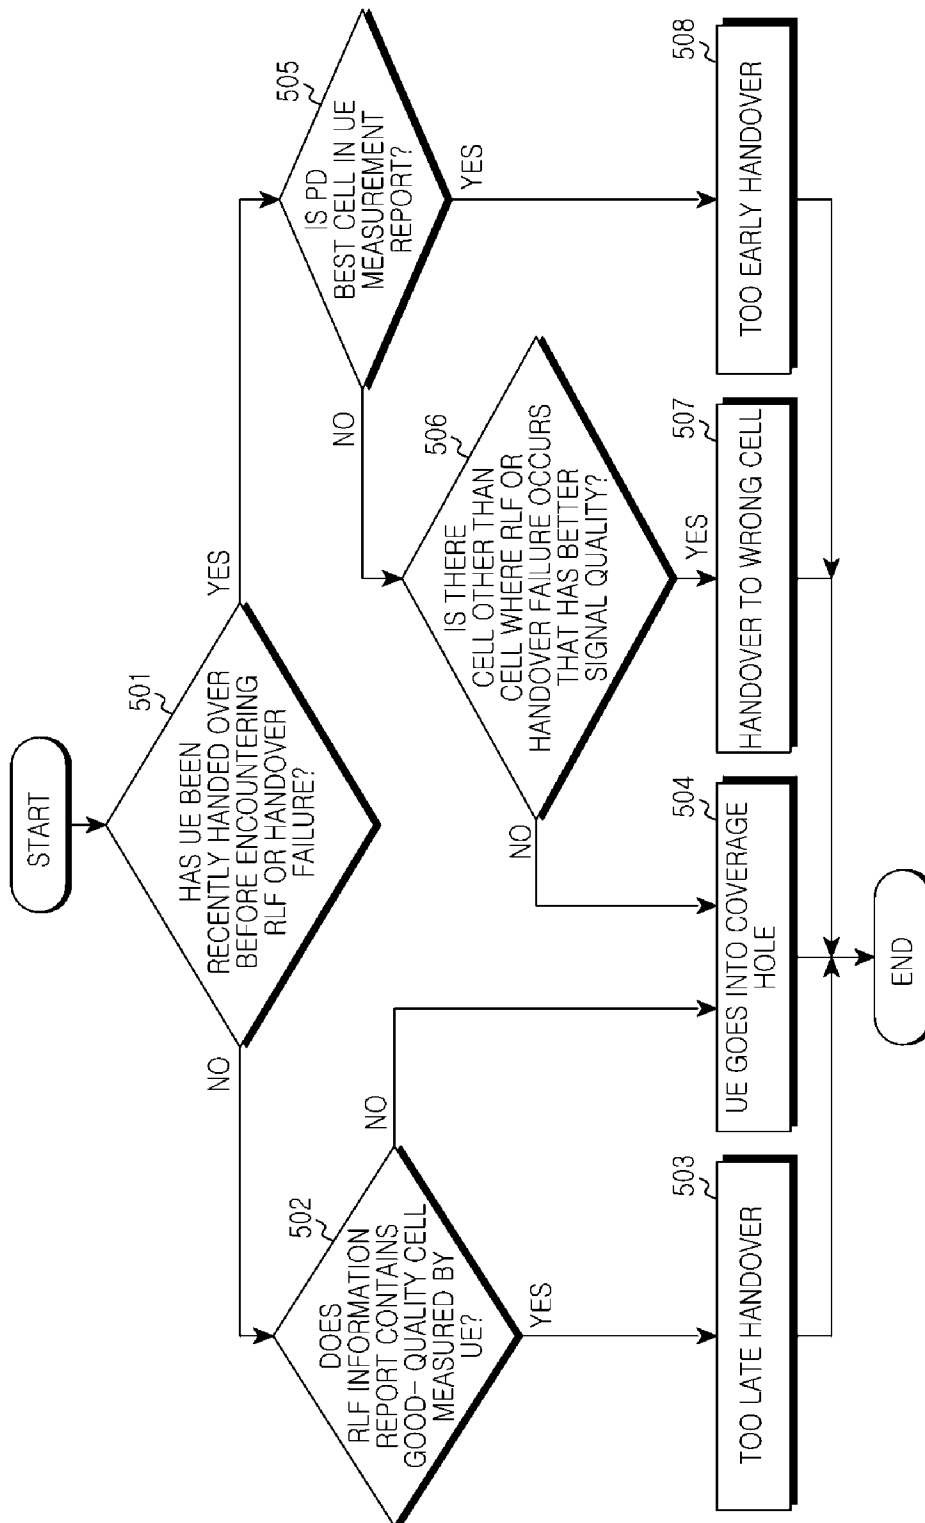 START
501
HAS UE BEEN
RECENTLY HANDED OVER
BEFORE ENCOUNTERING
RLF OR HANDOVER
FAILURE?
NO
YES
502
DOES
RLF INFORMATION
REPORT CONTAINS
GOOD- QUALITY CELL
MEASURED BY
UE?
NO
YES
505
IS PD
BEST CELL IN UE
MEASUREMENT
REPORT?
NO
YES
506
IS THERE
CELL OTHER THAN
CELL WHERE RLF OR
HANDOVER FAILURE OCCURS
THAT HAS BETTER
SIGNAL QUALITY?
NO
YES
503
TOO LATE HANDOVER
504
UE GOES INTO COVERAGE
HOLE
507
HANDOVER TO WRONG CELL
508
TOO EARLY HANDOVER
END